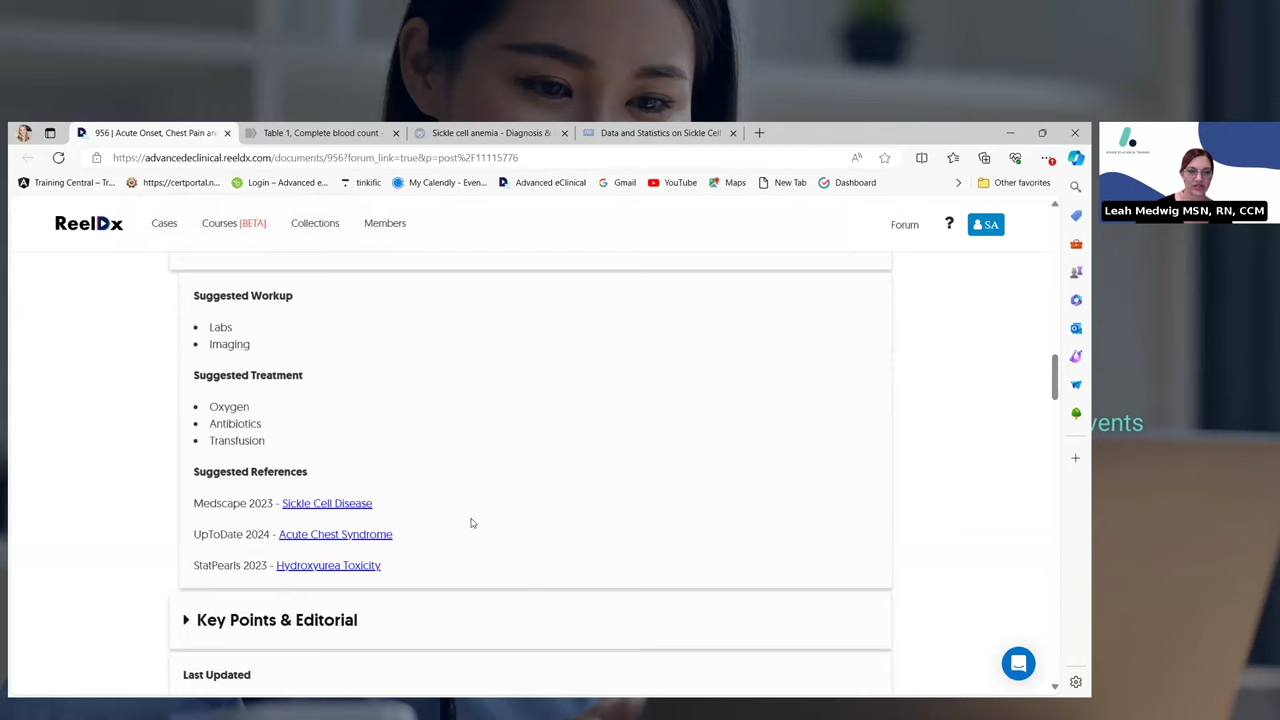 956 | Acute Onset, Chest Pain an
Table 1, Complete blood count -
Sickle cell anemia - Diagnosis &
Data and Statistics on Sickle Cell
https://advancedeclinical.reeldx.com/documents/956?forum_link=true&p=post%2F11115776
Training Central – Tr...
https://certportal.n...
Login – Advanced e...
tinkific
My Calendly - Even...
Advanced eClinical
Gmail
YouTube
Maps
New Tab
Dashboard
Other favorites
ReelDx
Cases
Courses [BETA]
Collections
Members
Forum
?
SA
Leah Medwig MSN, RN, CCM
Suggested Workup
• Labs
• Imaging
Suggested Treatment
• Oxygen
• Antibiotics
• Transfusion
Suggested References
Medscape 2023 - Sickle Cell Disease
UpToDate 2024 - Acute Chest Syndrome
StatPearls 2023 - Hydroxyurea Toxicity
Key Points & Editorial
Last Updated
vents